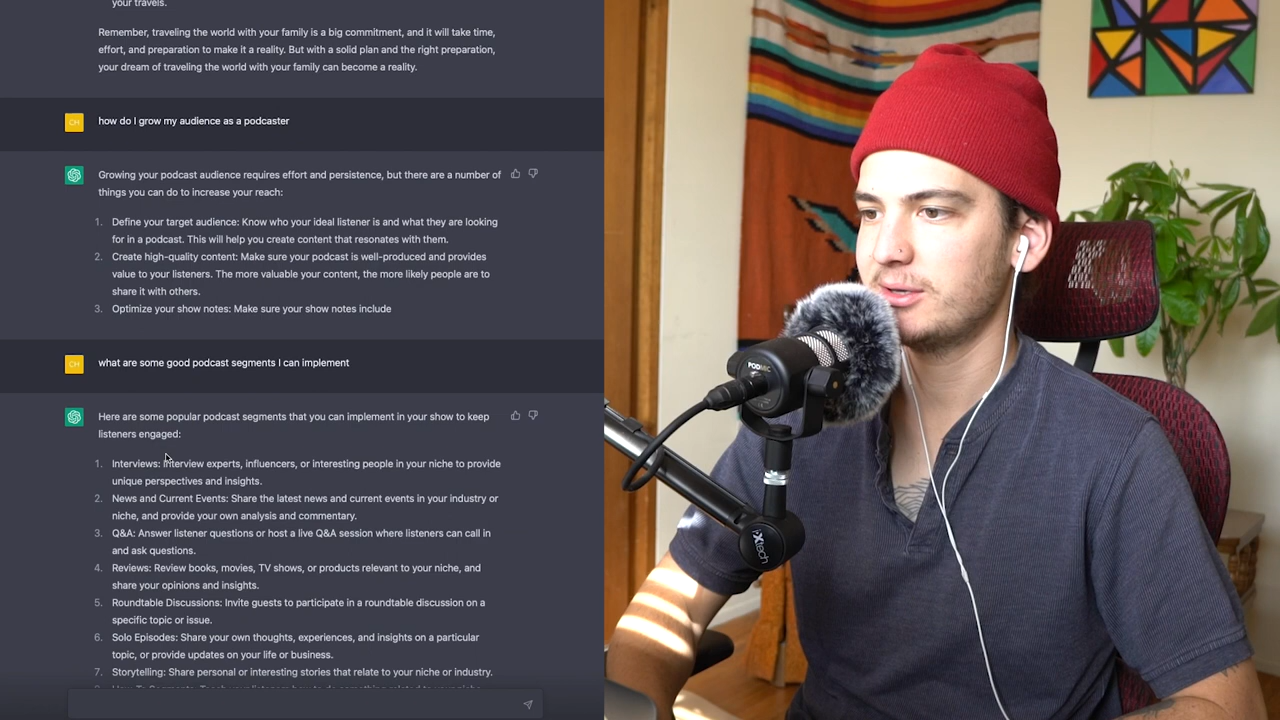 your travels.
Remember, traveling the world with your family is a big commitment, and it will take time,
effort, and preparation to make it a reality. But with a solid plan and the right preparation,
your dream of traveling the world with your family can become a reality.
CH
how do I grow my audience as a podcaster
Growing your podcast audience requires effort and persistence, but there are a number of
things you can do to increase your reach:
1. Define your target audience: Know who your ideal listener is and what they are looking
for in a podcast. This will help you create content that resonates with them.
2. Create high-quality content: Make sure your podcast is well-produced and provides
value to your listeners. The more valuable your content, the more likely people are to
share it with others.
3. Optimize your show notes: Make sure your show notes include
CH
what are some good podcast segments I can implement
Here are some popular podcast segments that you can implement in your show to keep
listeners engaged:
1. Interviews: Interview experts, influencers, or interesting people in your niche to provide
unique perspectives and insights.
2. News and Current Events: Share the latest news and current events in your industry or
niche, and provide your own analysis and commentary.
3. Q&A: Answer listener questions or host a live Q&A session where listeners can call in
and ask questions.
4. Reviews: Review books, movies, TV shows, or products relevant to your niche, and
share your opinions and insights.
5. Roundtable Discussions: Invite guests to participate in a roundtable discussion on a
specific topic or issue.
6. Solo Episodes: Share your own thoughts, experiences, and insights on a particular
topic, or provide updates on your life or business.
7. Storytelling: Share personal or interesting stories that relate to your niche or industry.
PODMIC
iXtech